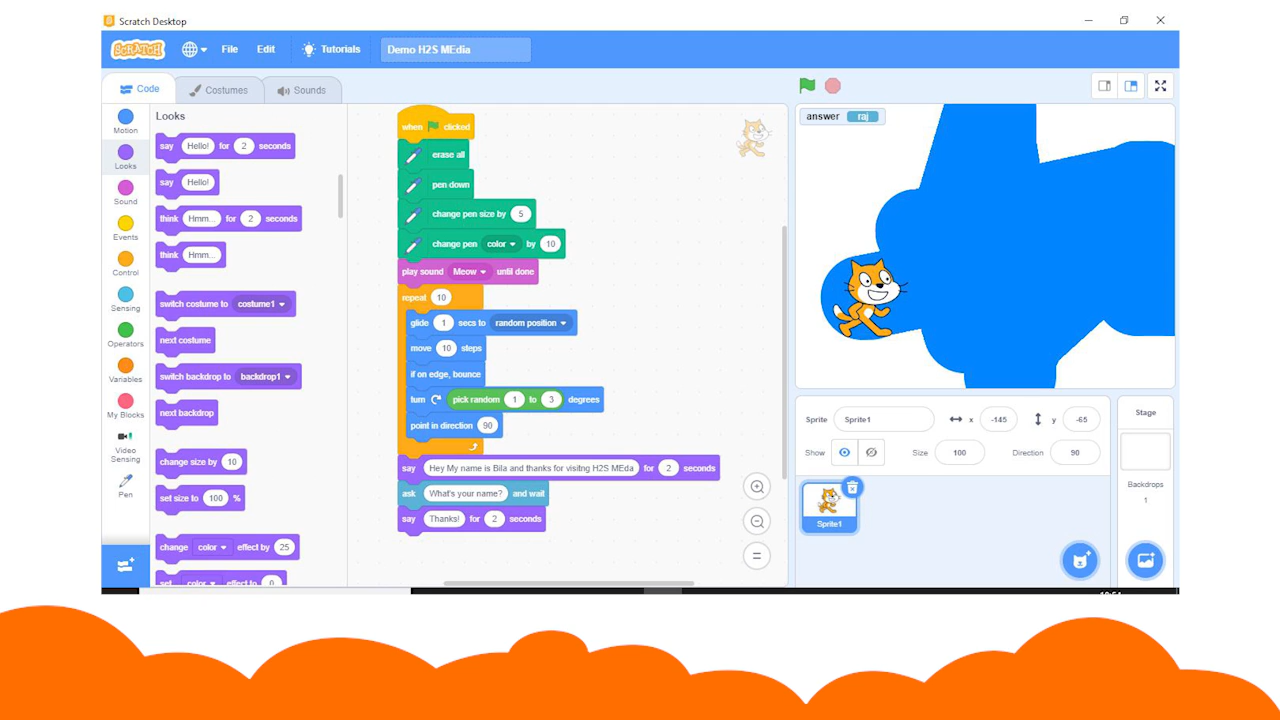 Scratch Desktop
SCRATCH File Edit Tutorials Demo H2S MEdia
Code Costumes Sounds
Motion
Looks
Sound
Events
Control
Sensing
Operators
Variables
My Blocks
Video
Sensing
Pen
Looks
say Hello! for 2 seconds
say Hello!
think Hmm... for 2 seconds
think Hmm...
switch costume to costume1
next costume
switch backdrop to backdrop1
next backdrop
change size by 10
set size to 100 %
change color effect by 25
set color effect to 0
when clicked
erase all
pen down
change pen size by 5
change pen color by 10
play sound Meow until done
repeat 10
glide 1 secs to random position
move 10 steps
if on edge, bounce
turn pick random 1 to 3 degrees
point in direction 90
say Hey My name is Bila and thanks for visitng H2S MEda for 2 seconds
ask What's your name? and wait
say Thanks! for 2 seconds
answer raj
Sprite Sprite1 x -145 y -65
Show Size 100 Direction 90
Sprite1
Stage
Backdrops
1